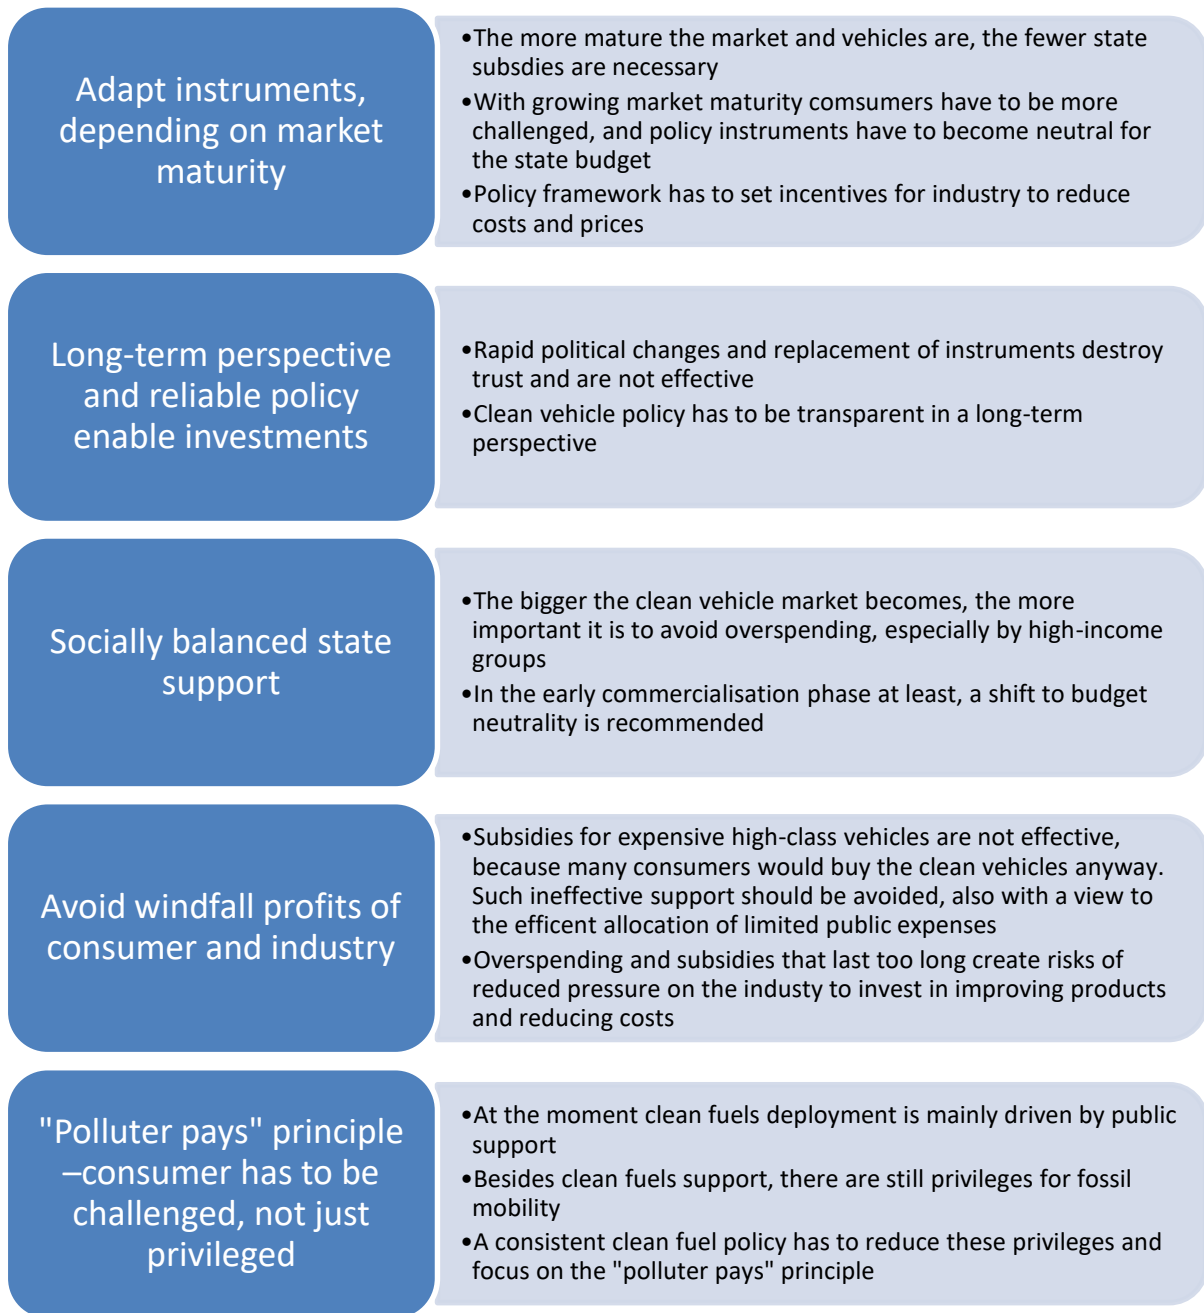 Adapt instruments,
depending on market
maturity
•The more mature the market and vehicles are, the fewer state
subsdies are necessary
•With growing market maturity comsumers have to be more
challenged, and policy instruments have to become neutral for
the state budget
•Policy framework has to set incentives for industry to reduce
costs and prices
Long-term perspective
and reliable policy
enable investments
•Rapid political changes and replacement of instruments destroy
trust and are not effective
•Clean vehicle policy has to be transparent in a long-term
perspective
Socially balanced state
support
•The bigger the clean vehicle market becomes, the more
important it is to avoid overspending, especially by high-income
groups
•In the early commercialisation phase at least, a shift to budget
neutrality is recommended
Avoid windfall profits of
consumer and industry
•Subsidies for expensive high-class vehicles are not effective,
because many consumers would buy the clean vehicles anyway.
Such ineffective support should be avoided, also with a view to
the efficent allocation of limited public expenses
•Overspending and subsidies that last too long create risks of
reduced pressure on the industy to invest in improving products
and reducing costs
"Polluter pays" principle
–consumer has to be
challenged, not just
privileged
•At the moment clean fuels deployment is mainly driven by public
support
•Besides clean fuels support, there are still privileges for fossil
mobility
•A consistent clean fuel policy has to reduce these privileges and
focus on the "polluter pays" principle